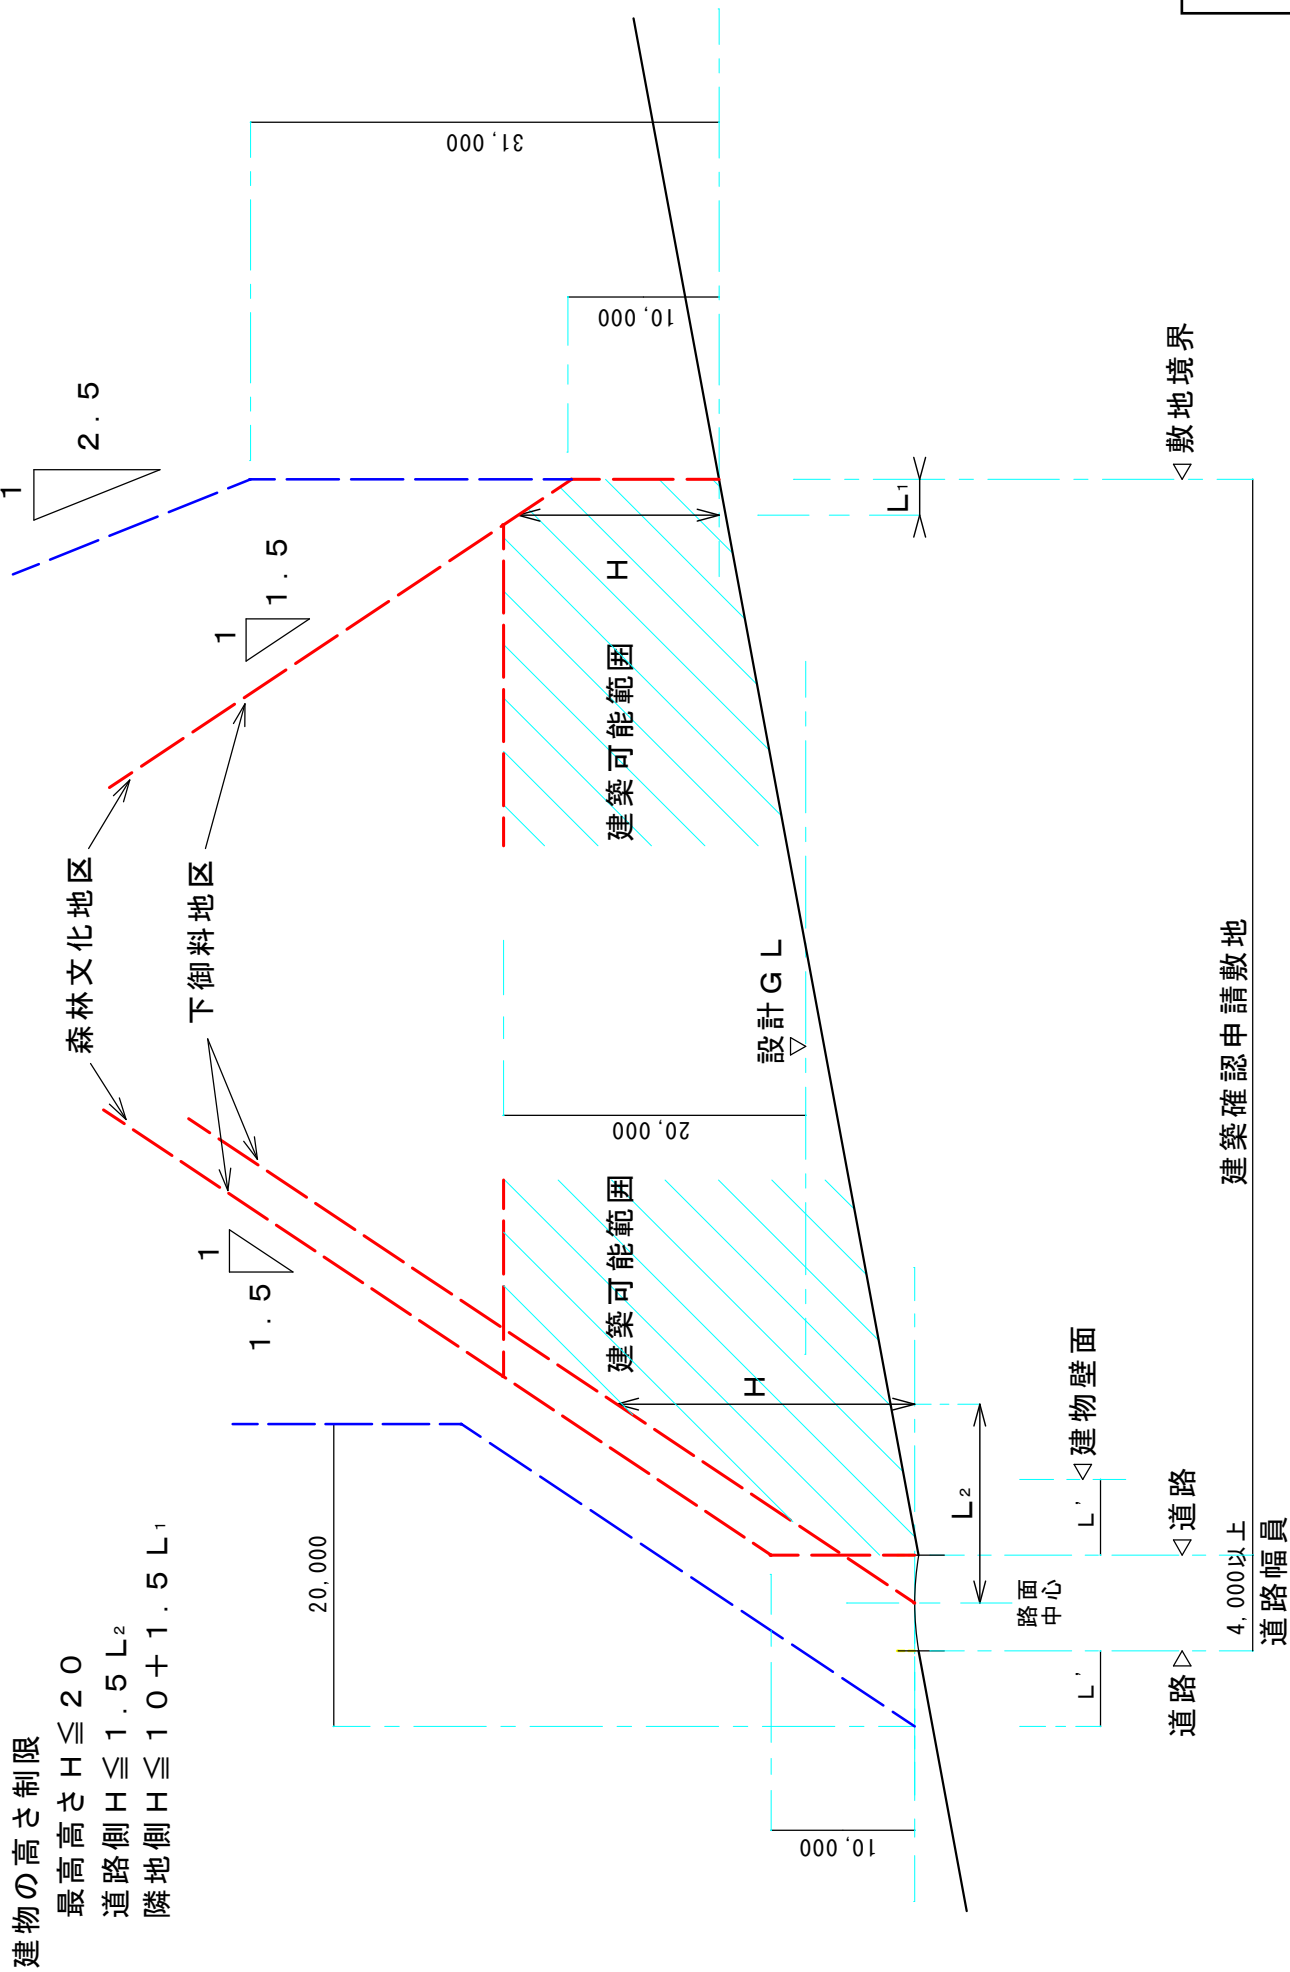 建物の高さ制限
最高高さH≦20
道路側H≦1.5L₂
隣地側H≦10+1.5L₁
森林文化地区
下御料地区
1
2.5
1
1.5
1
1.5
20,000
31,000
10,000
20,000
10,000
建築可能範囲
建築可能範囲
H
H
設計GL
L₂
L₁
路面
中心
L'
L'
建物壁面
道路
道路
敷地境界
4,000以上
道路幅員
建築確認申請敷地